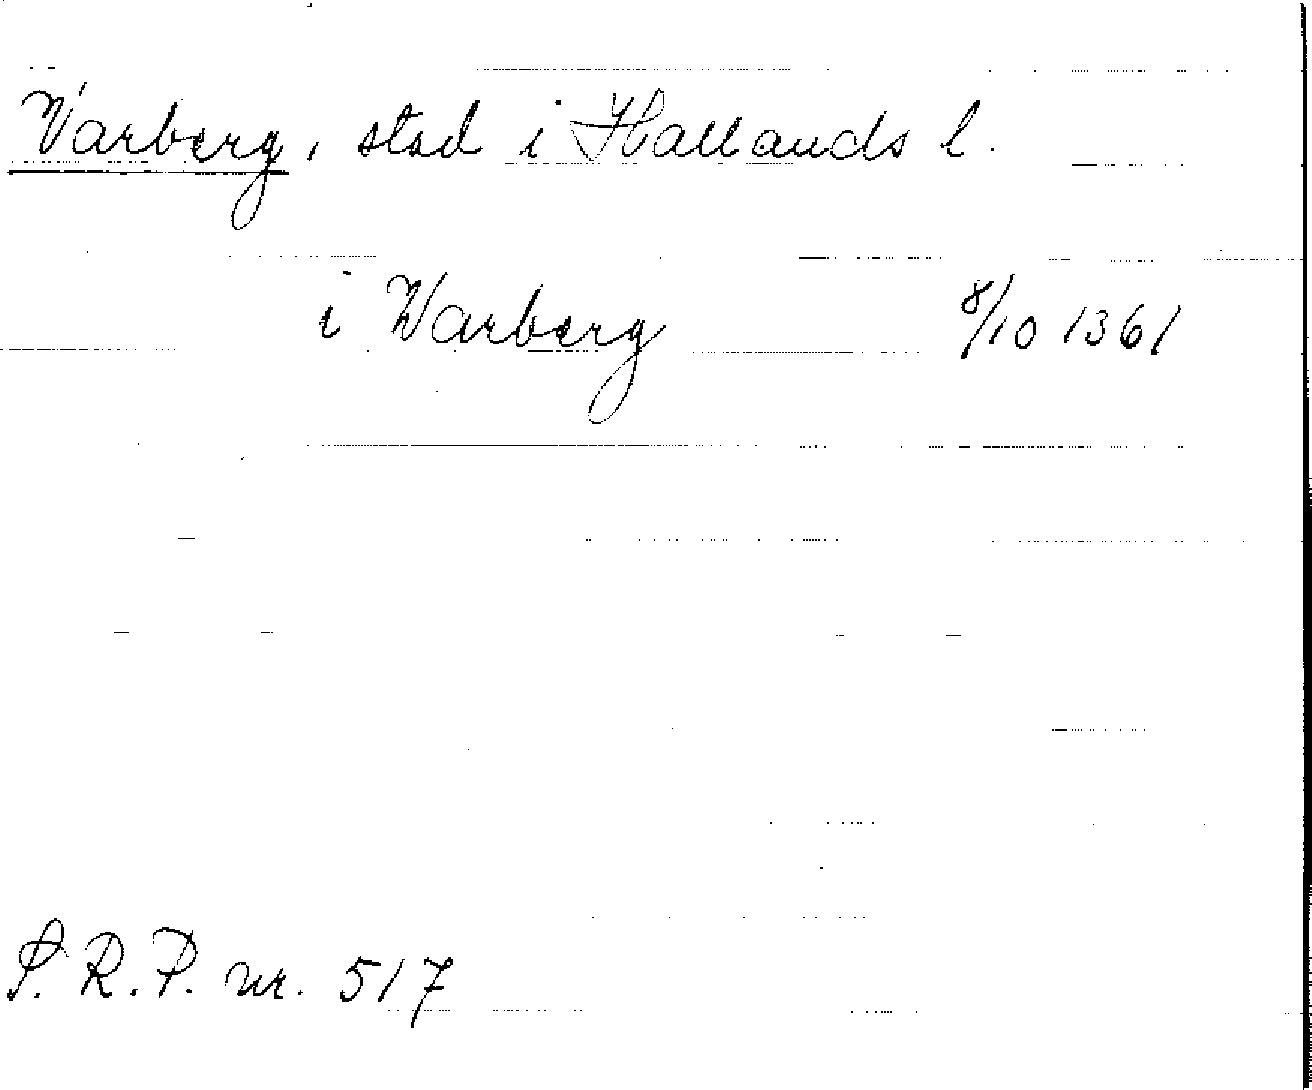 Varberg, stad i Hallands l.
i Warberg 8/10 1361
S.R.P. nr. 517